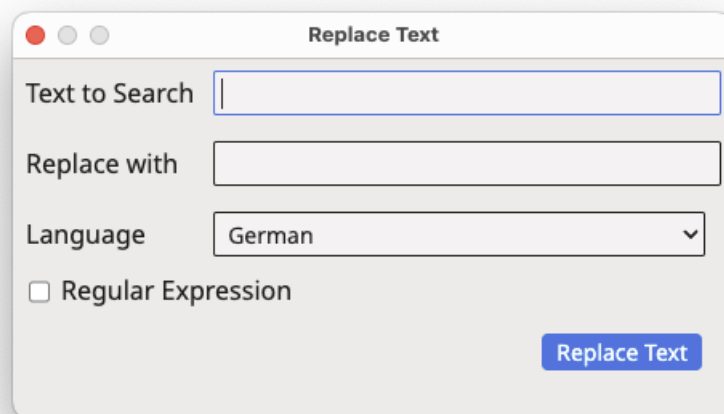 Replace Text
Text to Search
Replace with
Language German
Regular Expression
Replace Text